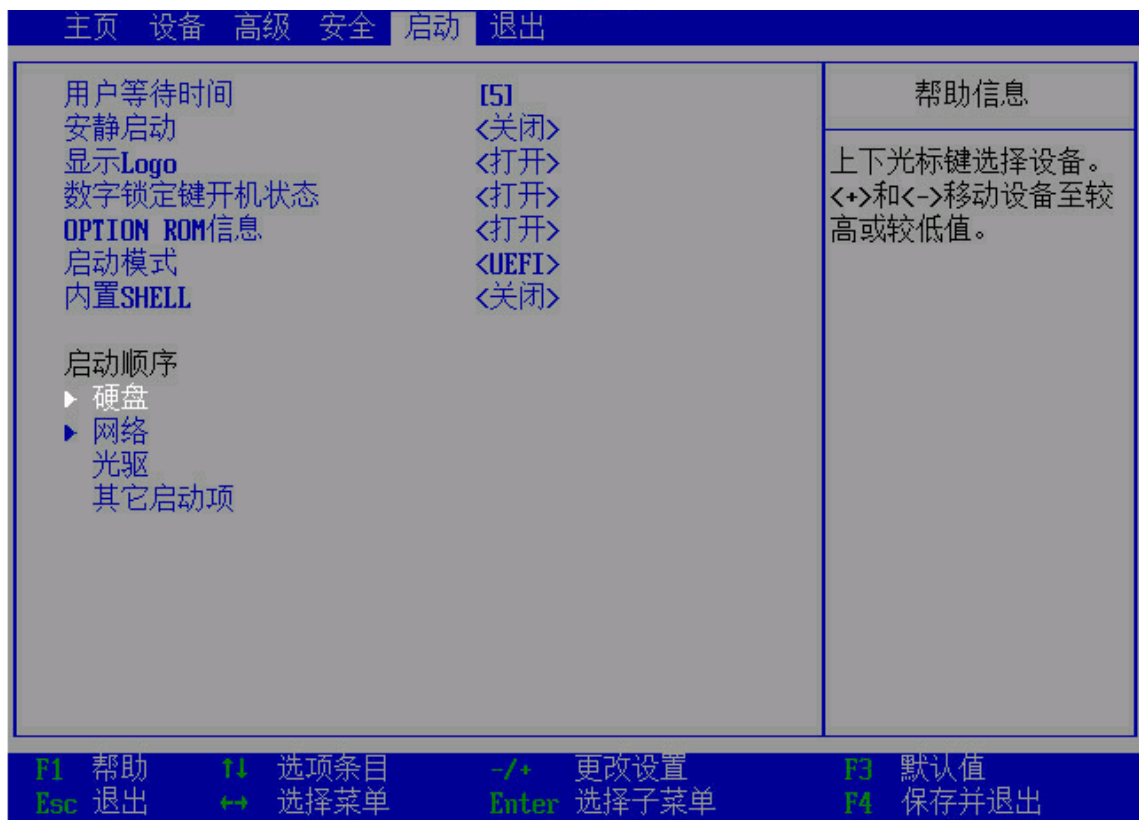 主页 设备 高级 安全 启动 退出
用户等待时间 [5]
安静启动 <关闭>
显示Logo <打开>
数字锁定键开机状态 <打开>
OPTION ROM信息 <打开>
启动模式 <UEFI>
内置SHELL <关闭>
启动顺序
硬盘
网络
光驱
其它启动项
帮助信息
上下光标键选择设备。
<+>和<->移动设备至较
高或较低值。
F1 帮助 ↑↓ 选项条目 -/+ 更改设置 F3 默认值
Esc 退出 ←→ 选择菜单 Enter 选择子菜单 F4 保存并退出